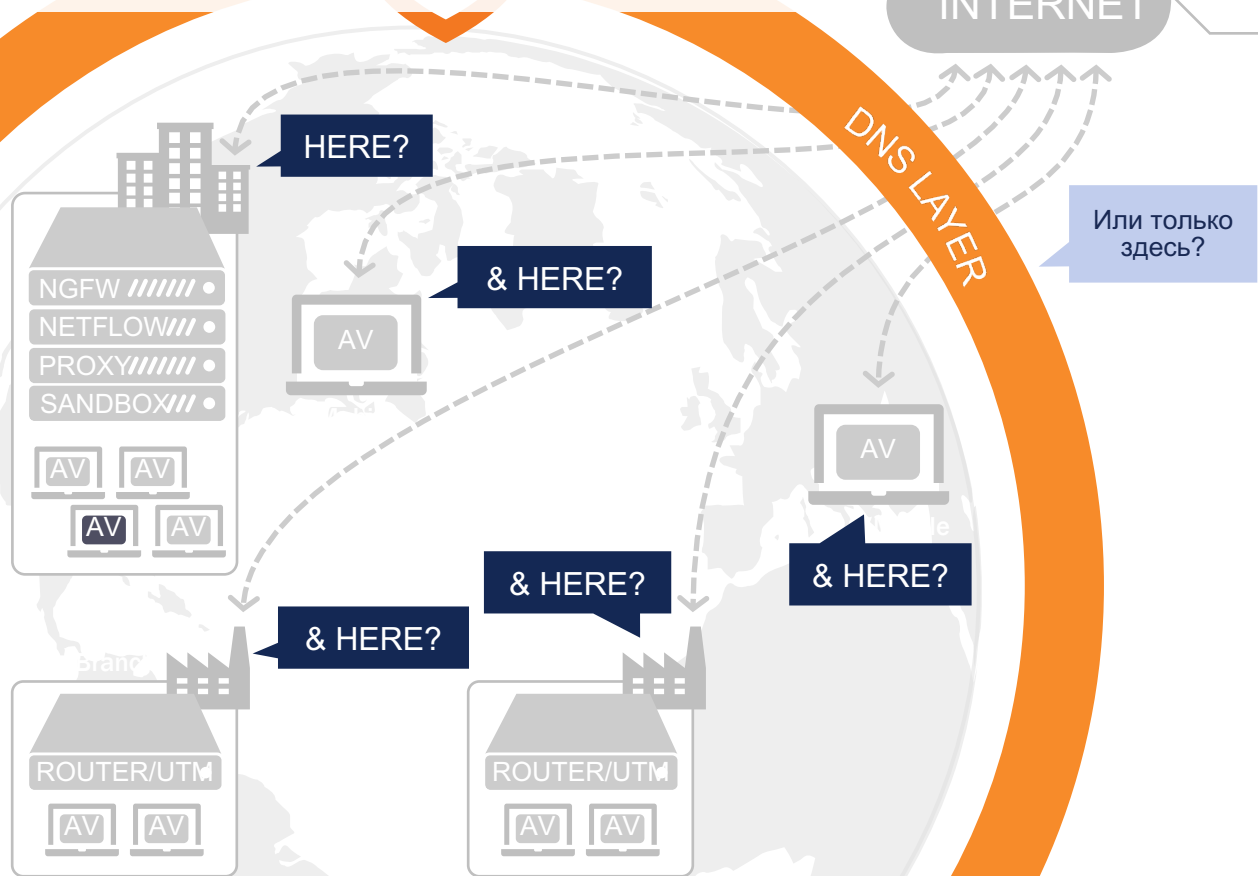 INTERNET
DNS LAYER
HERE?
Или только
здесь?
& HERE?
NGFW
NETFLOW
PROXY
SANDBOX
AV
AV
AV
AV
AV
AV
AV
& HERE?
& HERE?
& HERE?
ROUTER/UTM
AV
AV
ROUTER/UTM
AV
AV